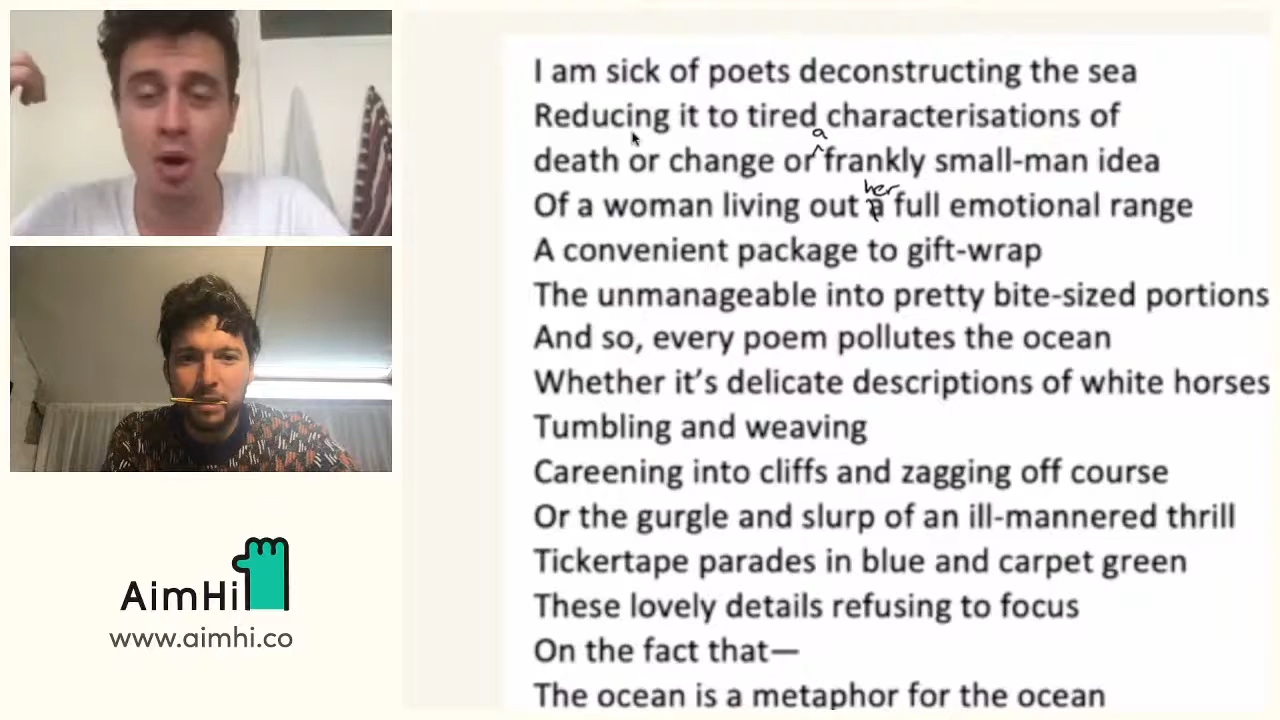 I am sick of poets deconstructing the sea
Reducing it to tired characterisations of
a
death or change or ^ frankly small-man idea
her
Of a woman living out a full emotional range
A convenient package to gift-wrap
The unmanageable into pretty bite-sized portions
And so, every poem pollutes the ocean
Whether it’s delicate descriptions of white horses
Tumbling and weaving
Careening into cliffs and zagging off course
Or the gurgle and slurp of an ill-mannered thrill
Tickertape parades in blue and carpet green
These lovely details refusing to focus
On the fact that—
The ocean is a metaphor for the ocean
AimHi
www.aimhi.co